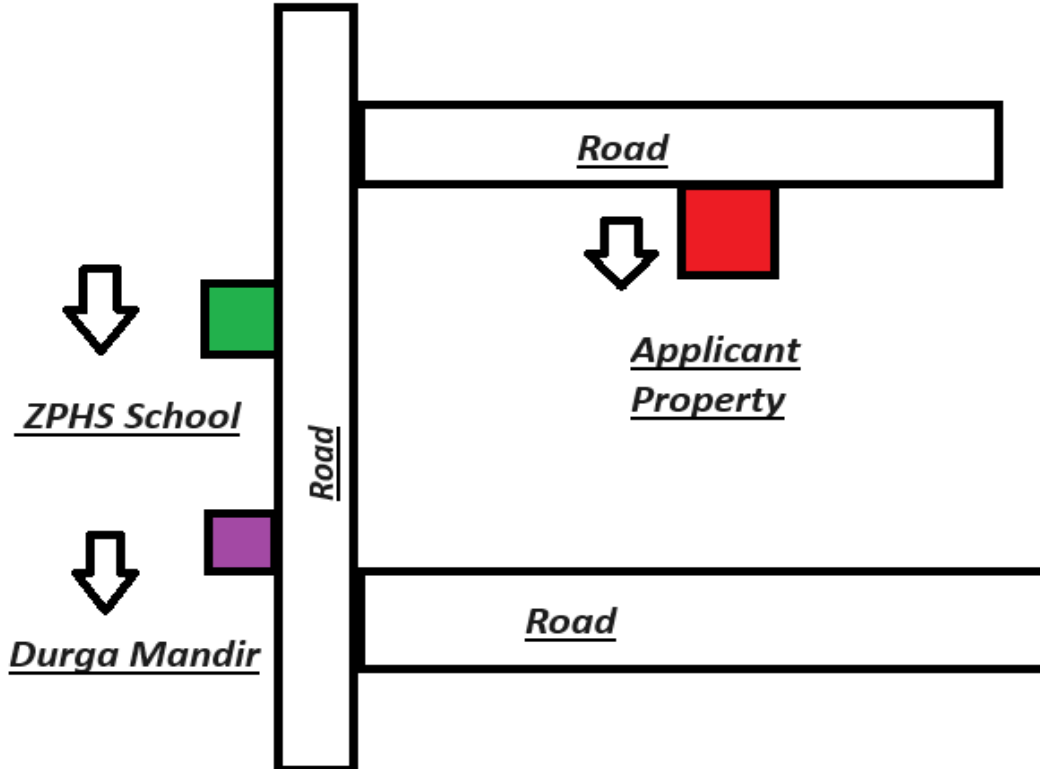 Road
Applicant
Property
ZPHS School
Road
Road
Durga Mandir